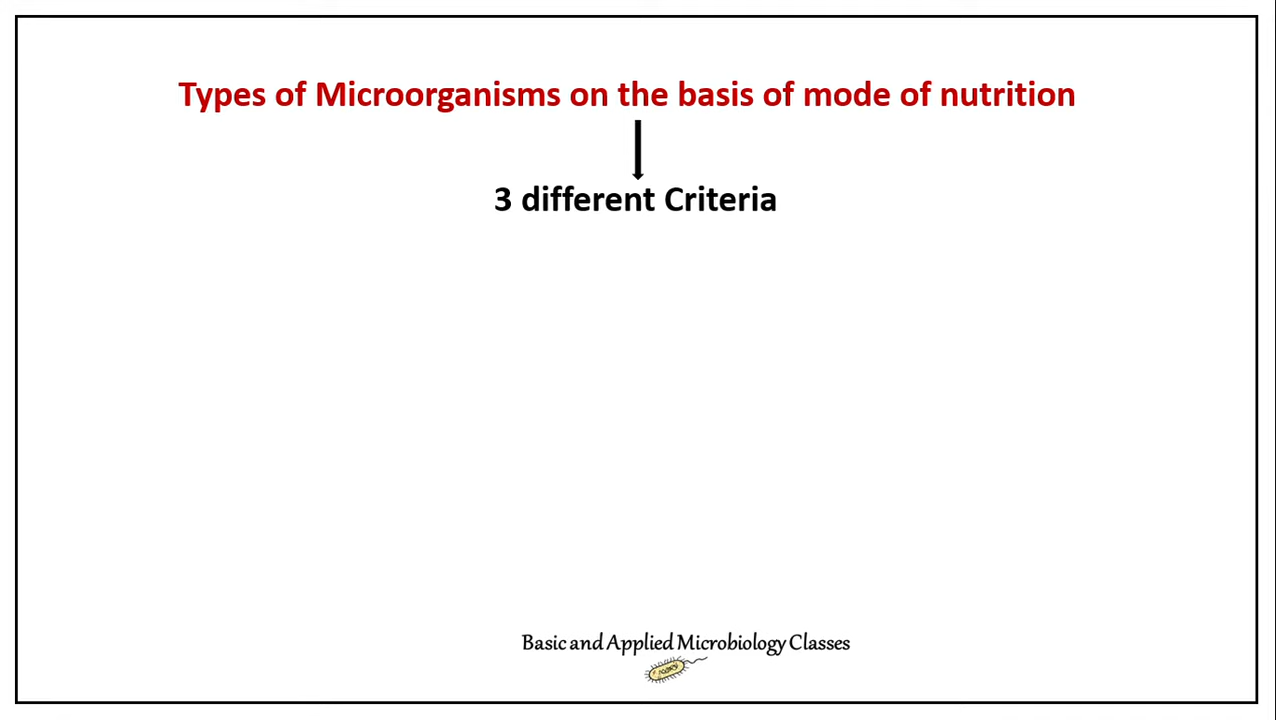 Types of Microorganisms on the basis of mode of nutrition
3 different Criteria
Basic and Applied Microbiology Classes